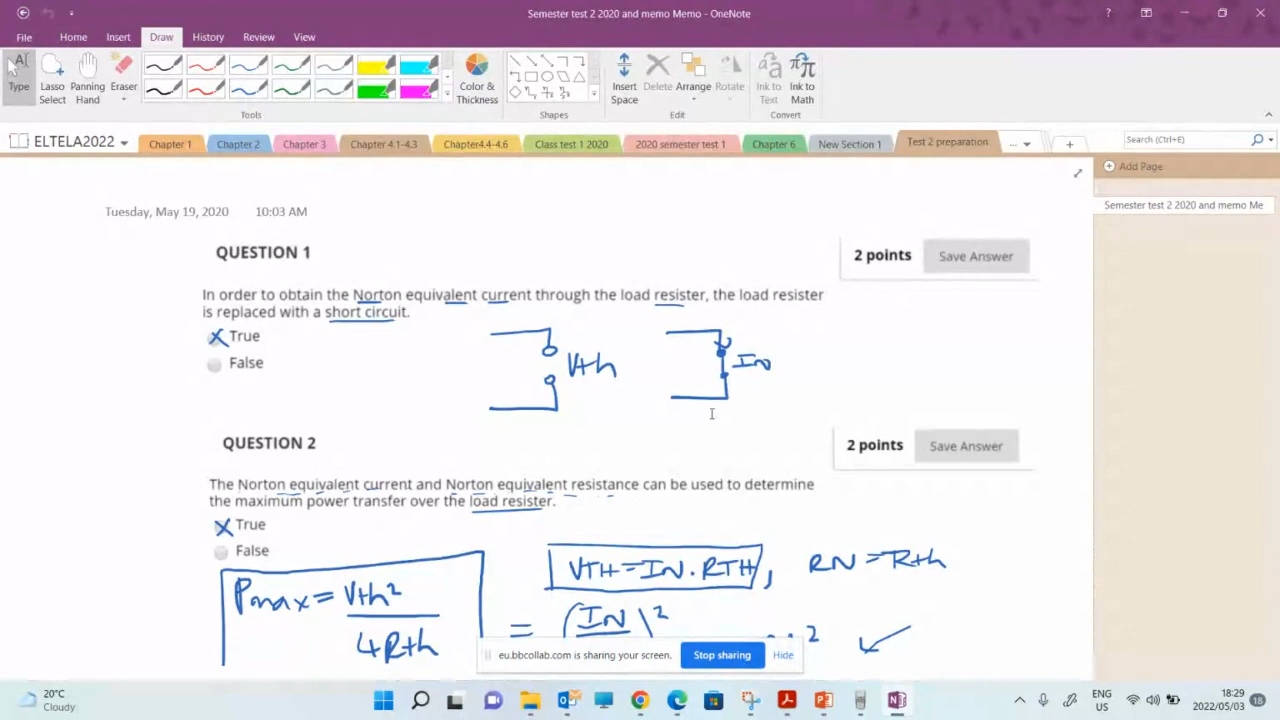 Semester test 2 2020 and memo Memo - OneNote
File Home Insert Draw History Review View
Type
Lasso Select
Panning Hand
Eraser
Color & Thickness
Insert Space
Delete
Arrange
Rotate
Ink to Text
Ink to Math
Tools
Shapes
Edit
Convert
ELTELA2022
Chapter 1
Chapter 2
Chapter 3
Chapter 4.1-4.3
Chapter4.4-4.6
Class test 1 2020
2020 semester test 1
Chapter 6
New Section 1
Test 2 preparation
...
Search (Ctrl+E)
Add Page
Semester test 2 2020 and memo Me
Tuesday, May 19, 2020 10:03 AM
QUESTION 1
2 points Save Answer
In order to obtain the Norton equivalent current through the load resister, the load resister
is replaced with a short circuit.
True
False
Vth
IN
QUESTION 2
2 points Save Answer
The Norton equivalent current and Norton equivalent resistance can be used to determine
the maximum power transfer over the load resister.
True
False
VTH = IN . RTH , RN = Rth
Pmax = Vth²
4Rth
= (IN)²
eu.bbcollab.com is sharing your screen. Stop sharing Hide
20°C
Cloudy
ENG
US
18:29
2022/05/03
18